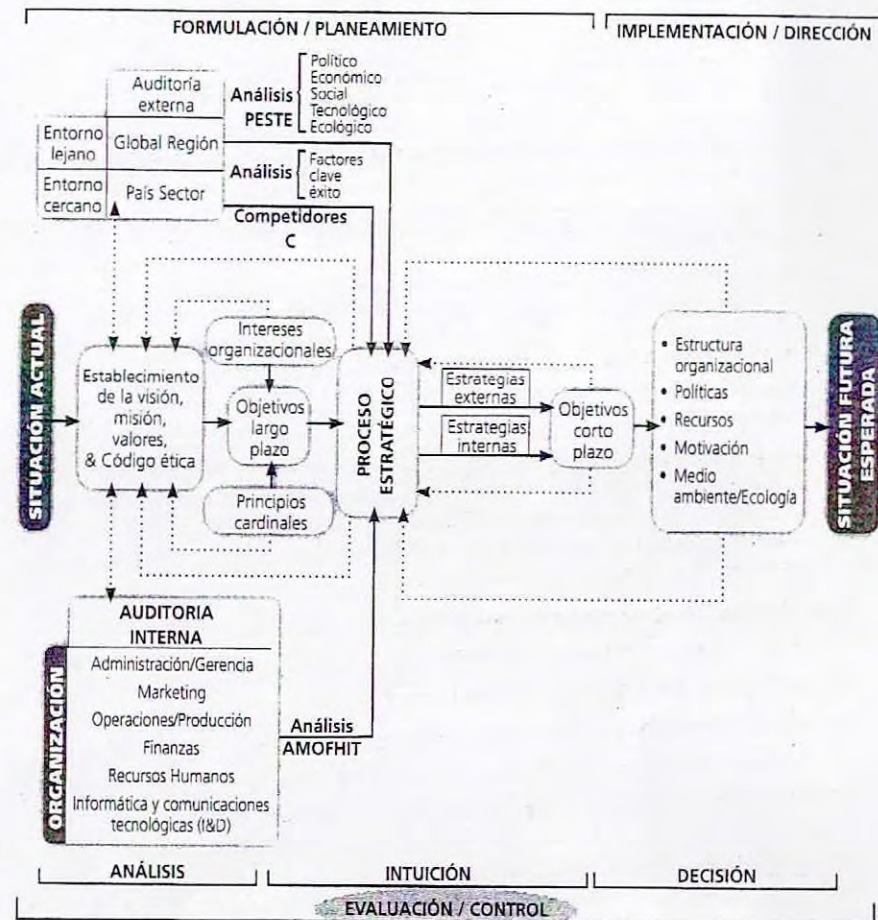 FORMULACIÓN / PLANEAMIENTO
IMPLEMENTACIÓN / DIRECCIÓN
Auditoría
externa
Análisis
PESTE
Político
Económico
Social
Tecnológico
Ecológico
Entorno
lejano
Global Región
Entorno
cercano
País Sector
Análisis
Factores
clave
éxito
Competidores
C
SITUACIÓN ACTUAL
Establecimiento
de la visión,
misión,
valores,
& Código ética
Intereses
organizacionales
Objetivos
largo
plazo
Principios
cardinales
PROCESO
ESTRATÉGICO
Estrategias
externas
Estrategias
internas
Objetivos
corto
plazo
• Estructura
organizacional
• Políticas
• Recursos
• Motivación
• Medio
ambiente/Ecología
SITUACIÓN FUTURA
ESPERADA
ORGANIZACIÓN
AUDITORIA
INTERNA
Administración/Gerencia
Marketing
Operaciones/Producción
Finanzas
Recursos Humanos
Informática y comunicaciones
tecnológicas (I&D)
Análisis
AMOFHIT
ANÁLISIS
INTUICIÓN
DECISIÓN
EVALUACIÓN / CONTROL